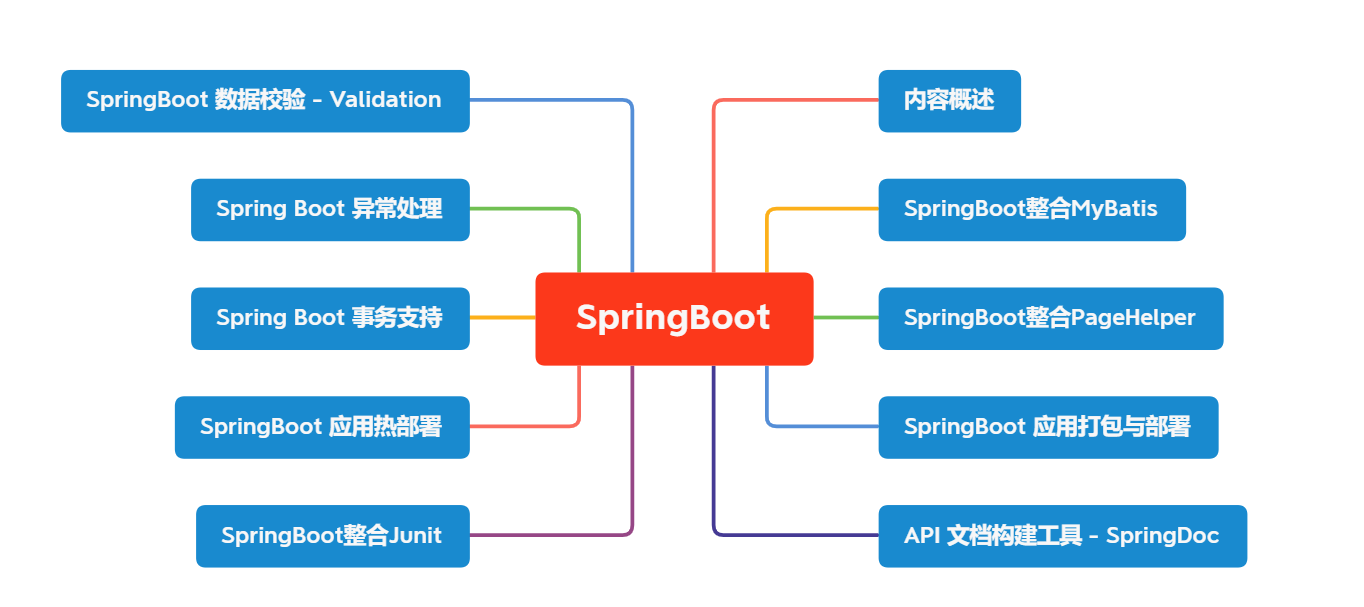 SpringBoot 数据校验 - Validation
内容概述
Spring Boot 异常处理
SpringBoot整合MyBatis
Spring Boot 事务支持
SpringBoot
SpringBoot整合PageHelper
SpringBoot 应用热部署
SpringBoot 应用打包与部署
SpringBoot整合Junit
API 文档构建工具 - SpringDoc